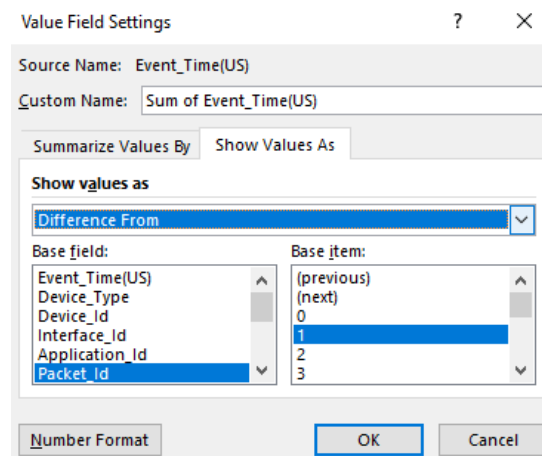 Value Field Settings ?
Source Name: Event_Time(US)
Custom Name: Sum of Event_Time(US)
Summarize Values By Show Values As
Show values as
Difference From
Base field: Base item:
Event_Time(US) (previous)
Device_Type (next)
Device_Id 0
Interface_Id 1
Application_Id 2
Packet_Id 3
Number Format OK Cancel